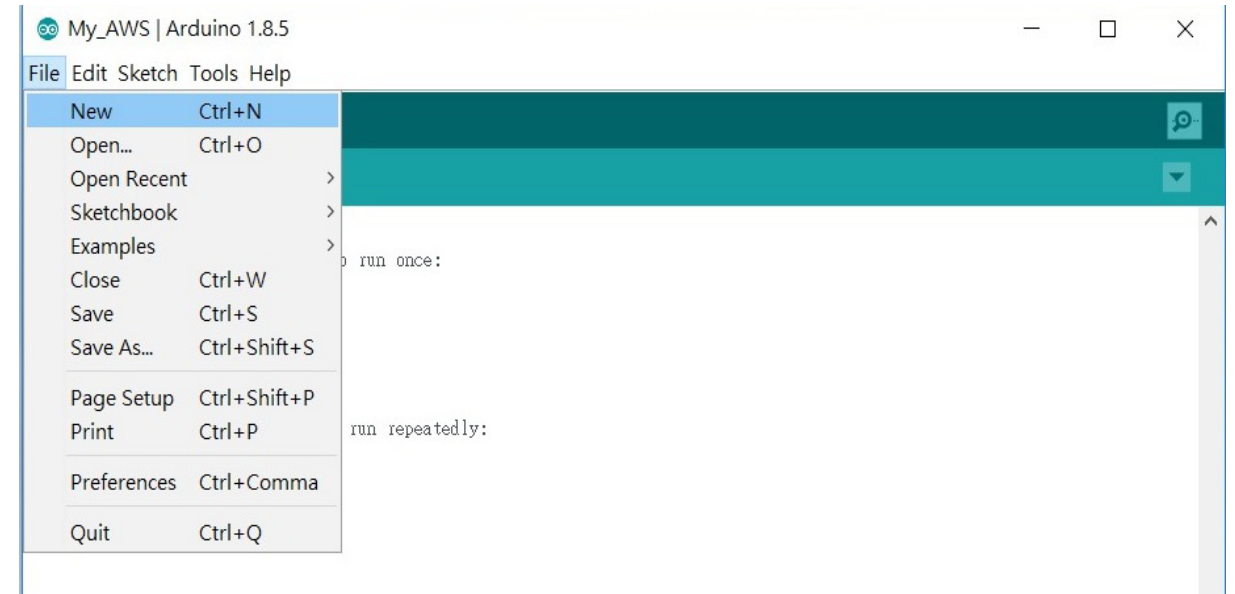 My_AWS | Arduino 1.8.5
File Edit Sketch Tools Help
New Ctrl+N
Open... Ctrl+O
Open Recent
Sketchbook
Examples
run once:
Close Ctrl+W
Save Ctrl+S
Save As... Ctrl+Shift+S
Page Setup Ctrl+Shift+P
Print Ctrl+P
run repeatedly:
Preferences Ctrl+Comma
Quit Ctrl+Q